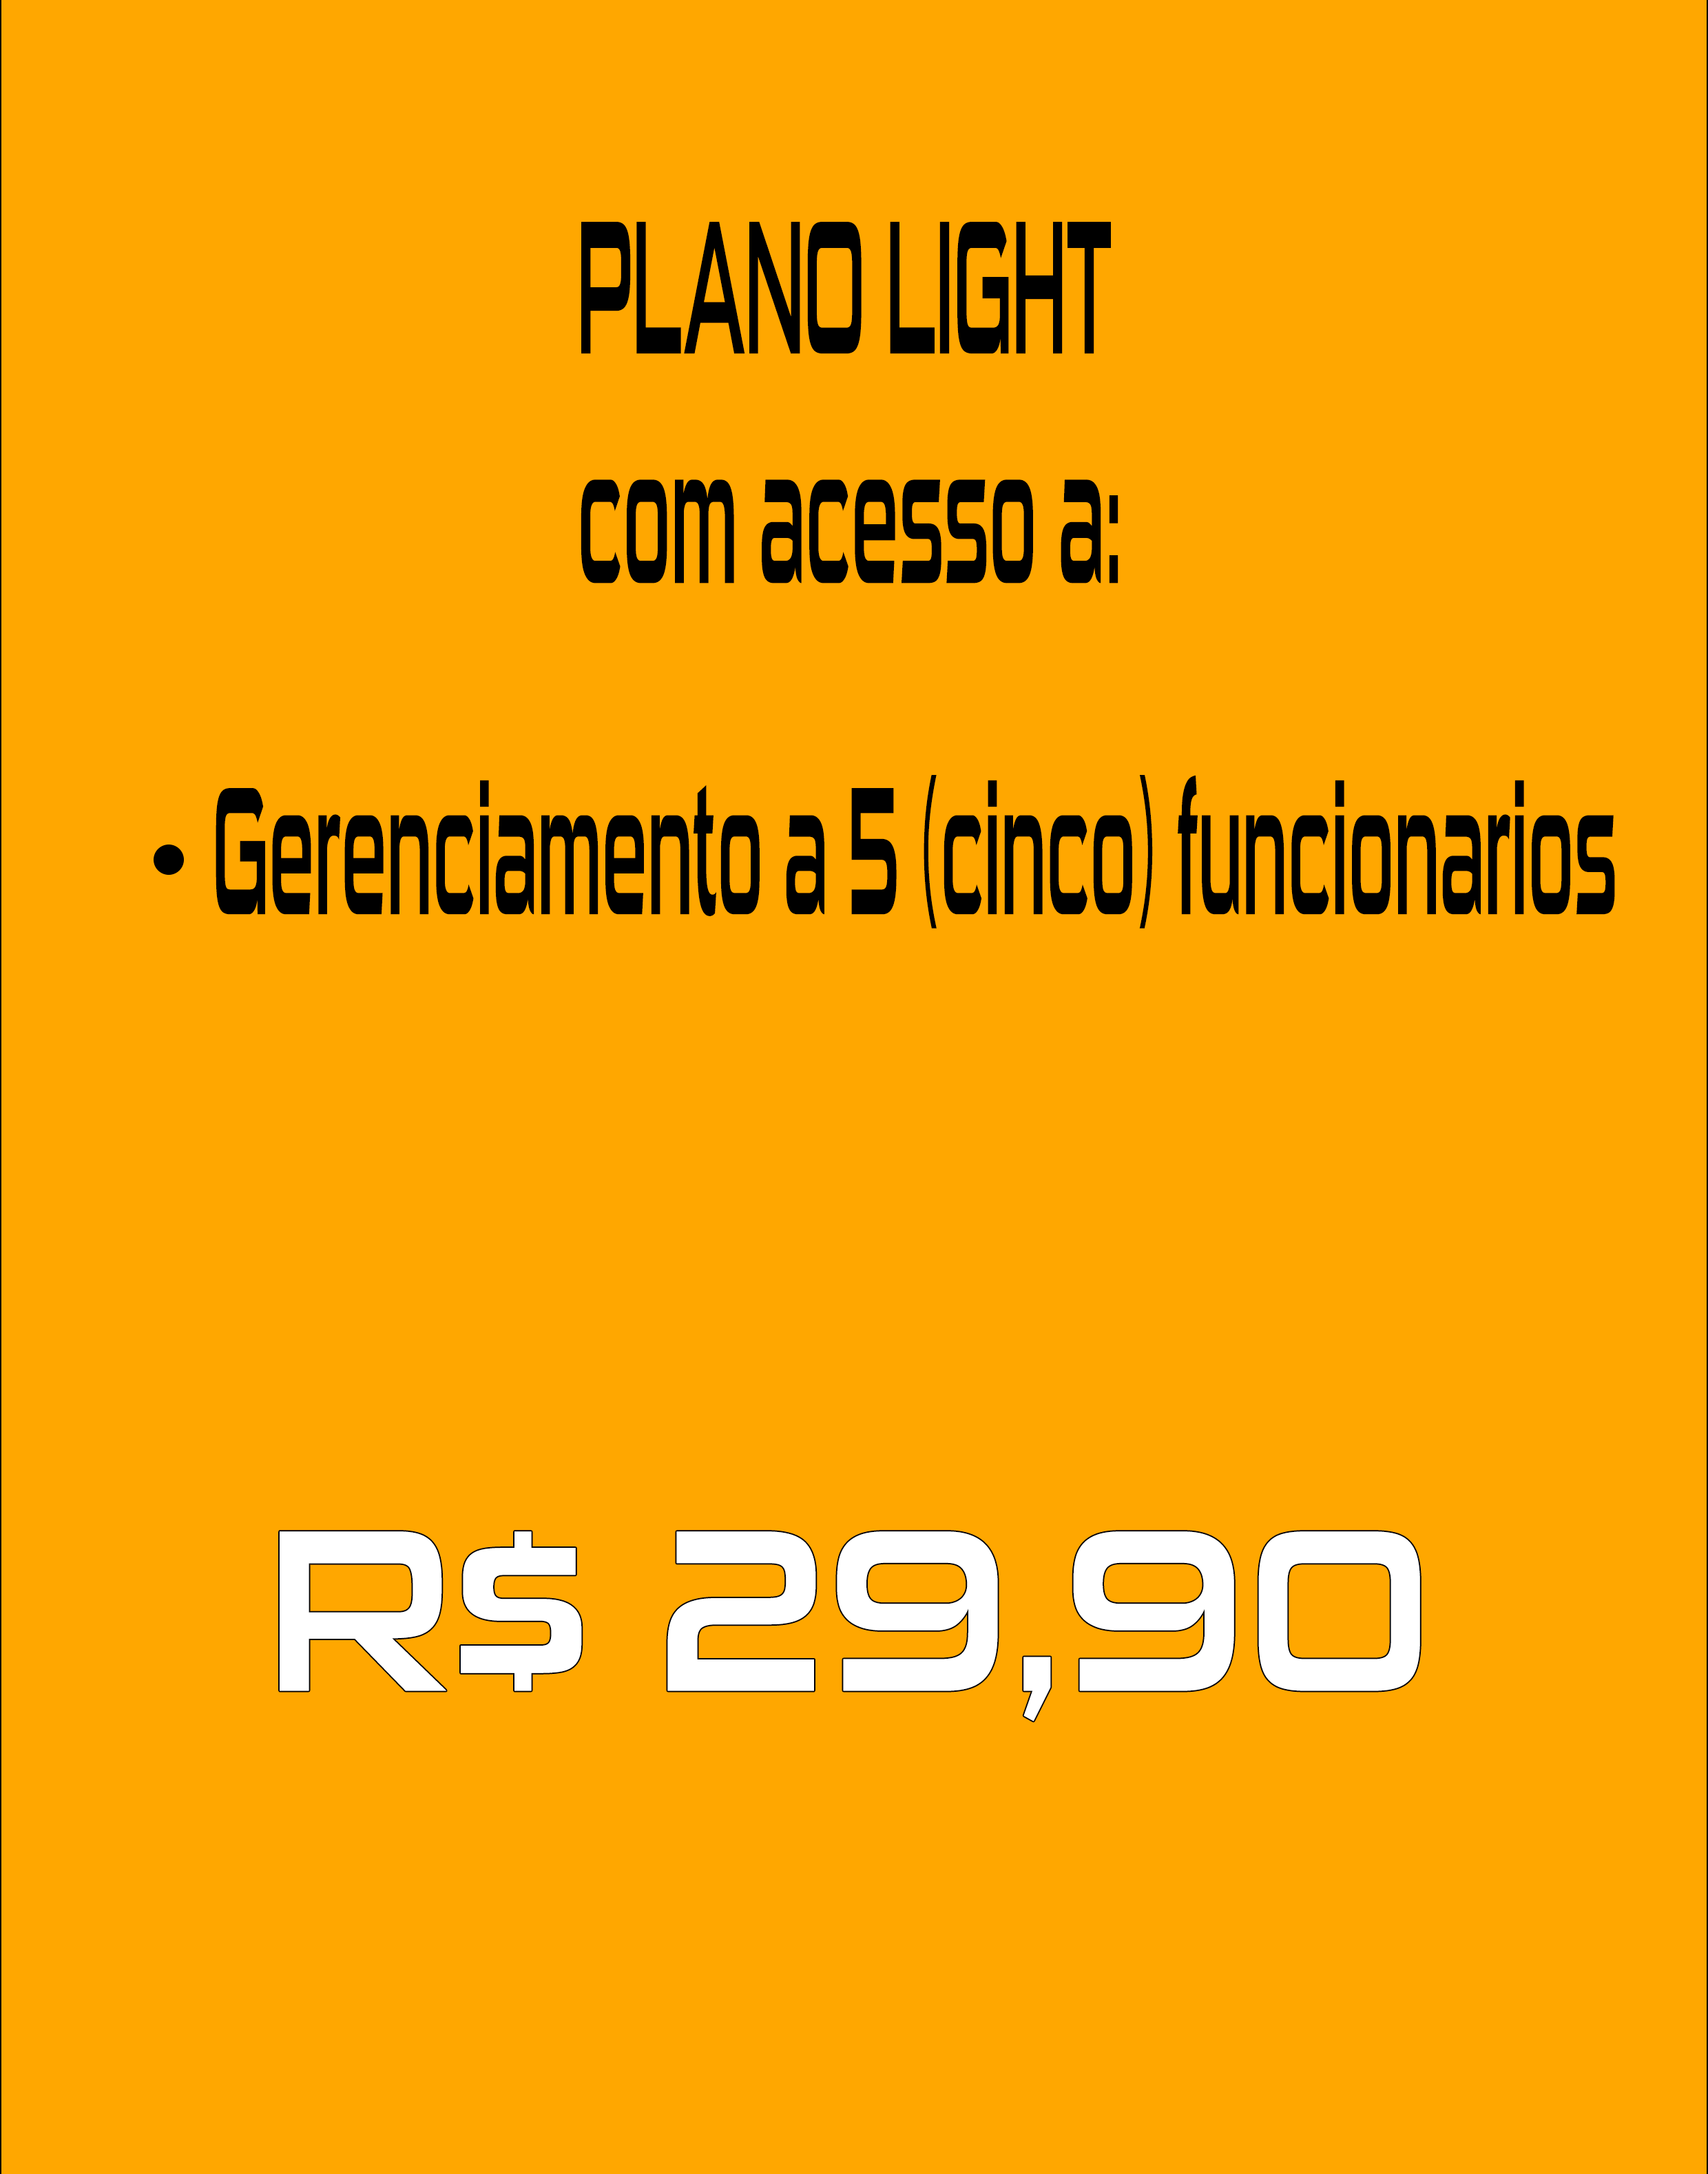 PLANO LIGHT
com acesso a:
• Gerenciamento a 5 (cinco) funcionarios
R$ 29,90